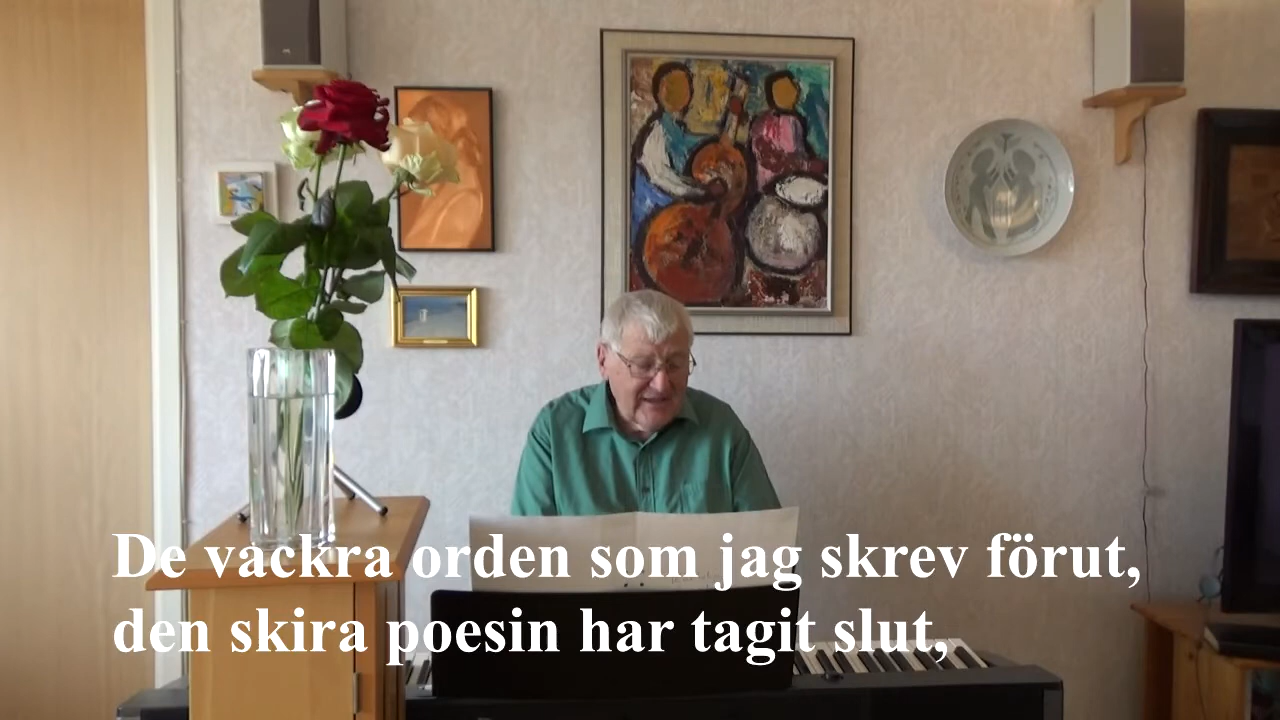 De vackra orden som jag skrev förut,
den skira poesin har tagit slut,